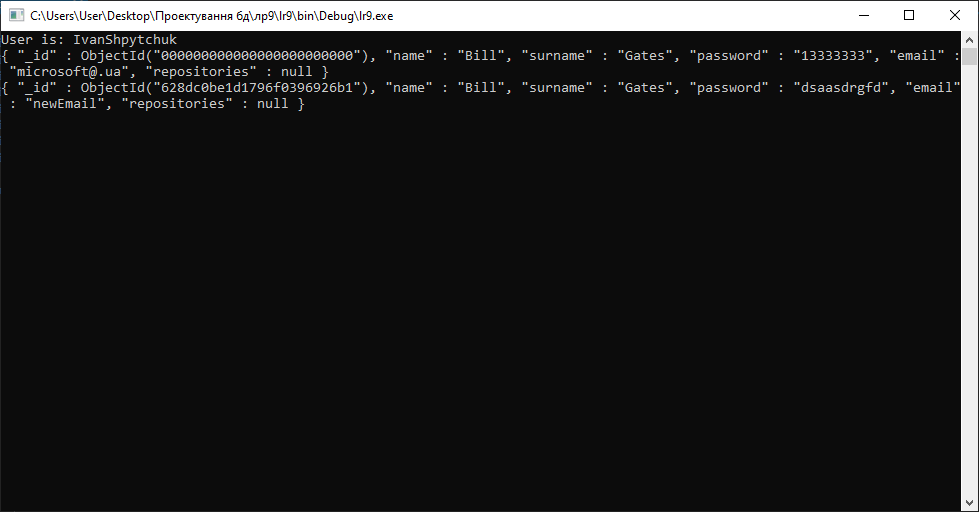 C:\Users\User\Desktop\Проектування бд\лр9\lr9\bin\Debug\lr9.exe
User is: IvanShpytchuk
{ "_id" : ObjectId("000000000000000000000000"), "name" : "Bill", "surname" : "Gates", "password" : "13333333", "email" :
"microsoft@.ua", "repositories" : null }
{ "_id" : ObjectId("628dc0be1d1796f0396926b1"), "name" : "Bill", "surname" : "Gates", "password" : "dsaasdrgfd", "email"
: "newEmail", "repositories" : null }